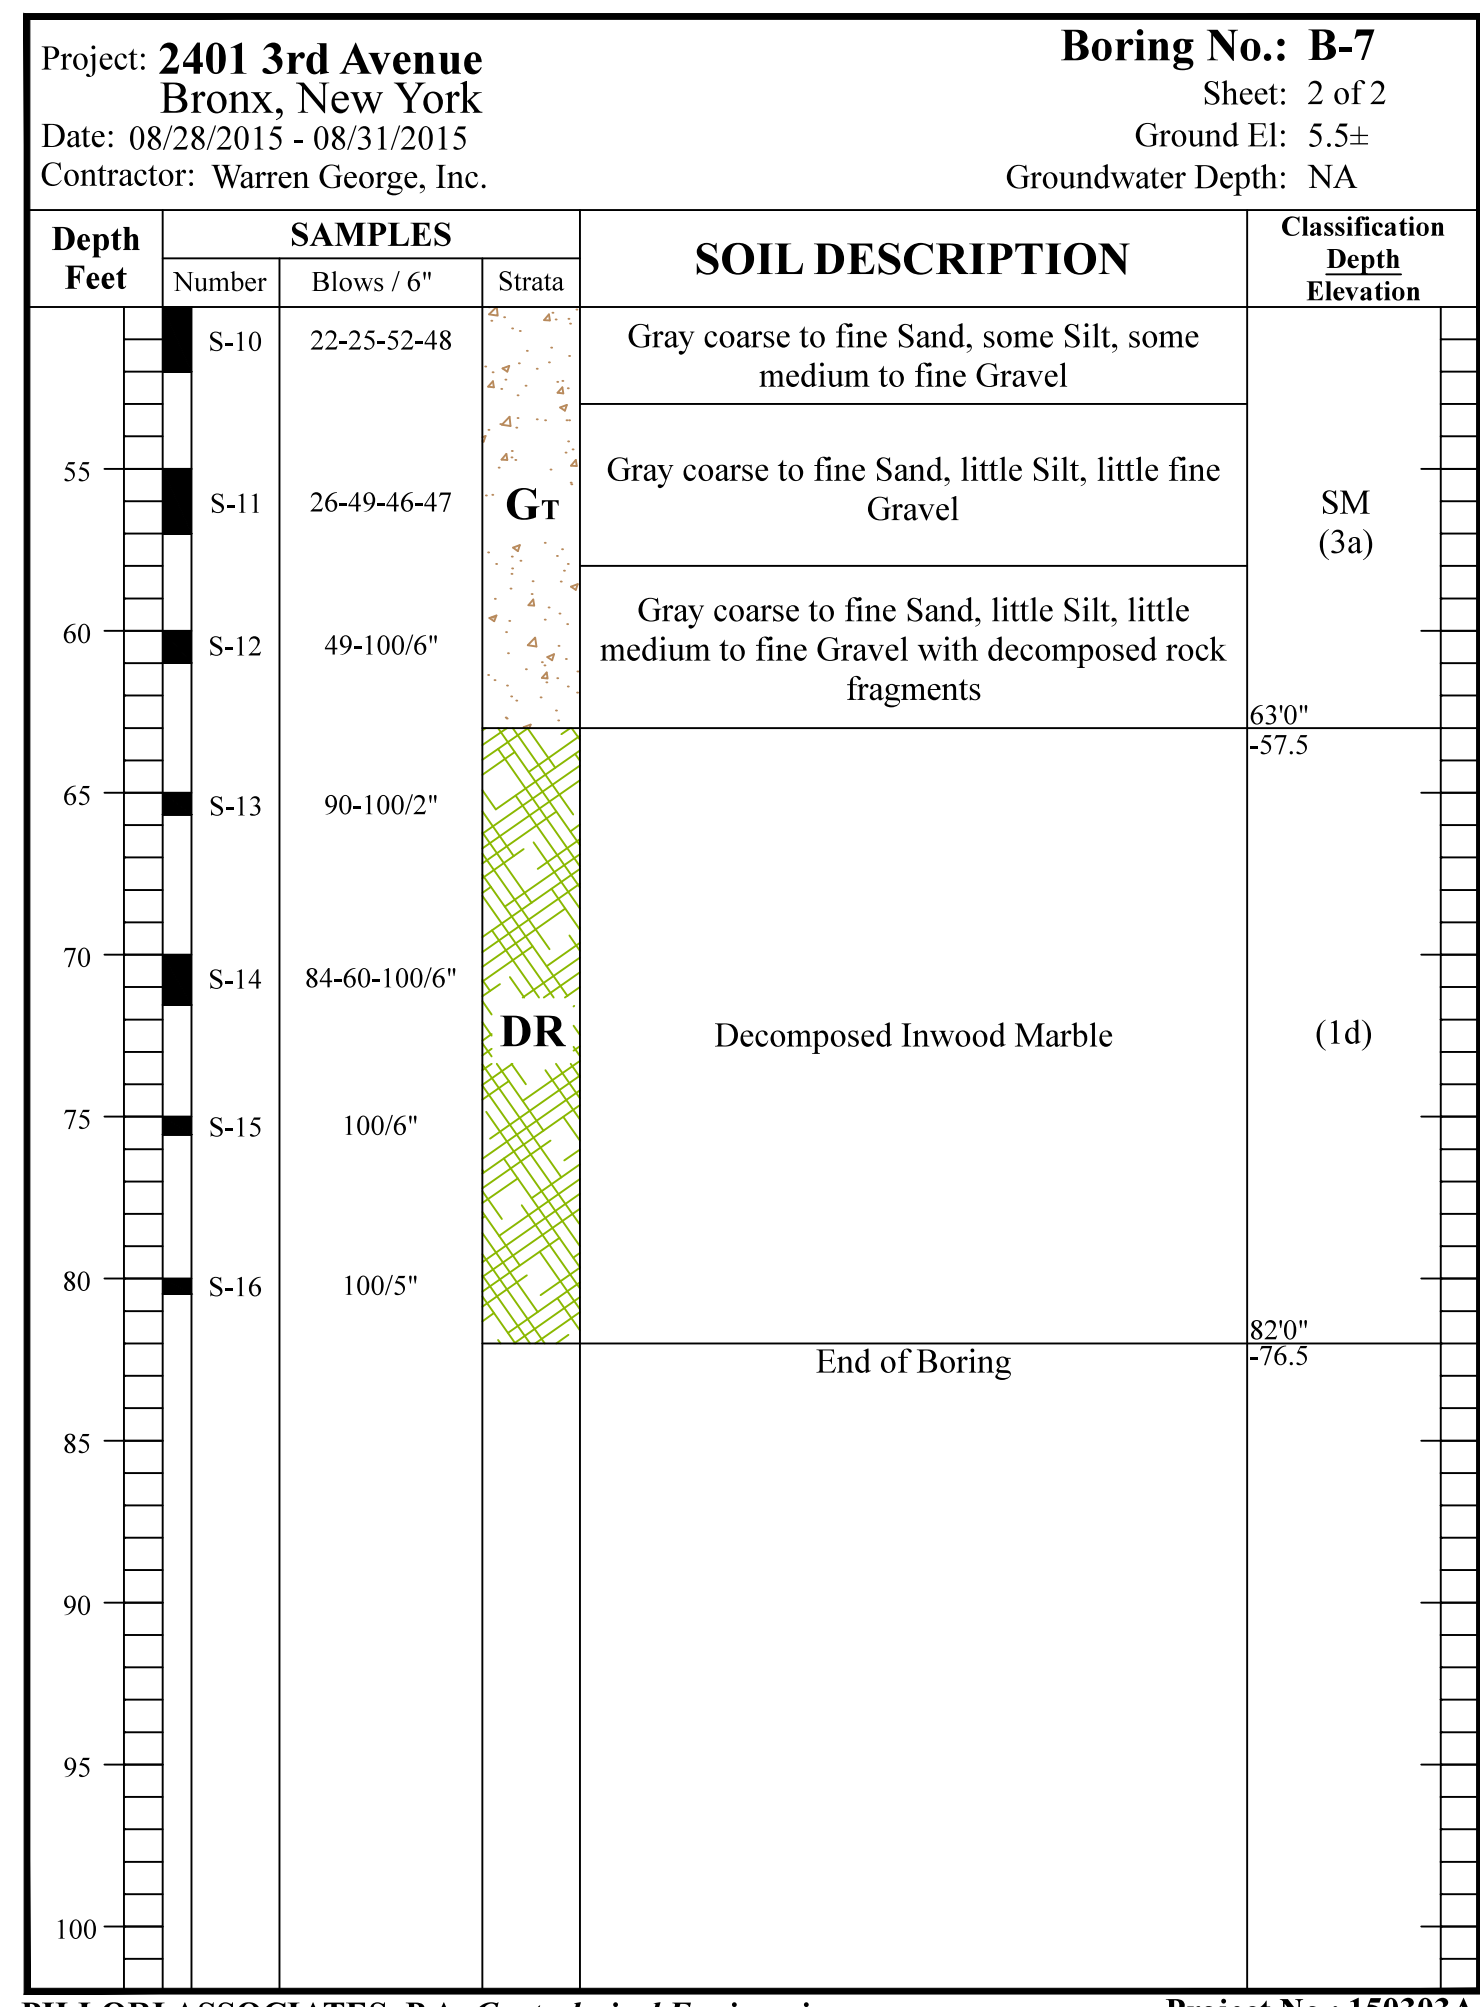 Project: 2401 3rd Avenue
Bronx, New York
Date: 08/28/2015 - 08/31/2015
Contractor: Warren George, Inc.
Boring No.: B-7
Sheet: 2 of 2
Ground El: 5.5±
Groundwater Depth: NA
Depth
Feet
SAMPLES
Number
Blows / 6"
Strata
SOIL DESCRIPTION
Classification
Depth
Elevation
S-10 22-25-52-48
Gray coarse to fine Sand, some Silt, some
medium to fine Gravel
55
S-11 26-49-46-47
GT
Gray coarse to fine Sand, little Silt, little fine
Gravel
SM
(3a)
60
S-12 49-100/6"
Gray coarse to fine Sand, little Silt, little
medium to fine Gravel with decomposed rock
fragments
63'0"
-57.5
65
S-13 90-100/2"
70
S-14 84-60-100/6"
DR
Decomposed Inwood Marble
(1d)
75
S-15 100/6"
80
S-16 100/5"
82'0"
-76.5
End of Boring
85
90
95
100